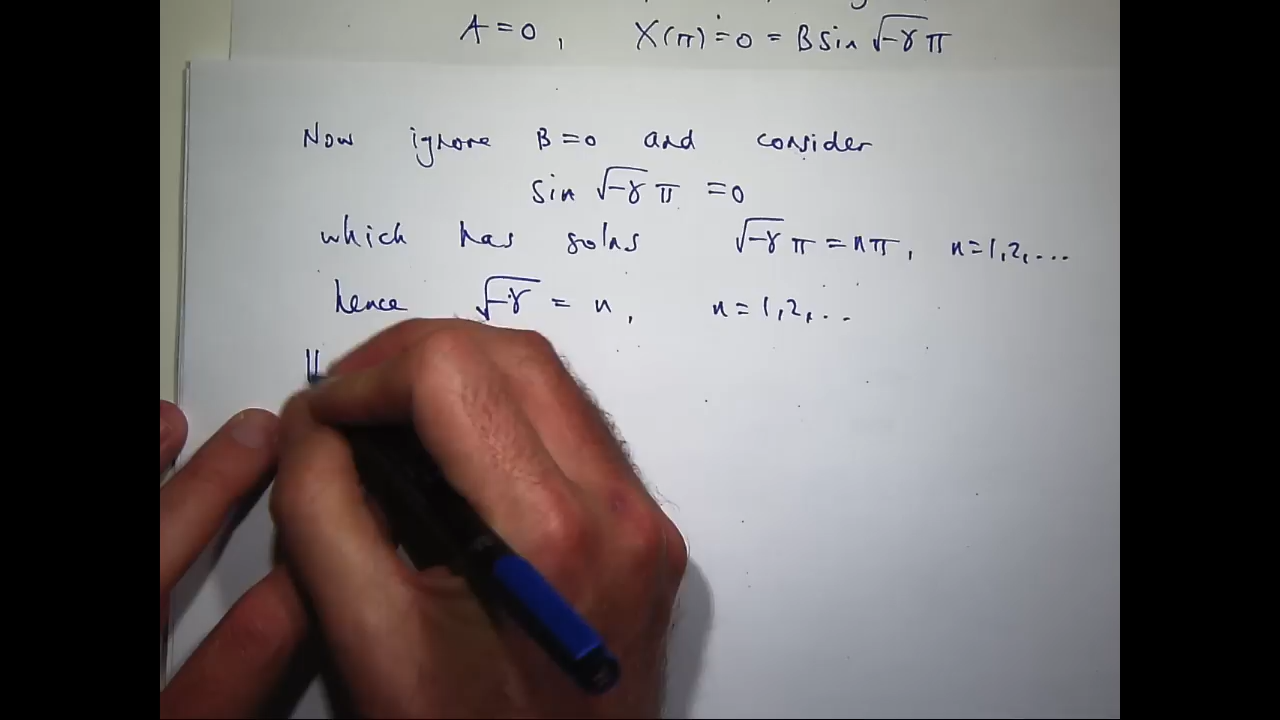 A = 0 , X(π) = 0 = B sin √-γ π
Now ignore B = 0 and consider
sin √-γ π = 0
which has solns √-γ π = nπ, n = 1, 2, ...
hence √-γ = n , n = 1, 2, ...